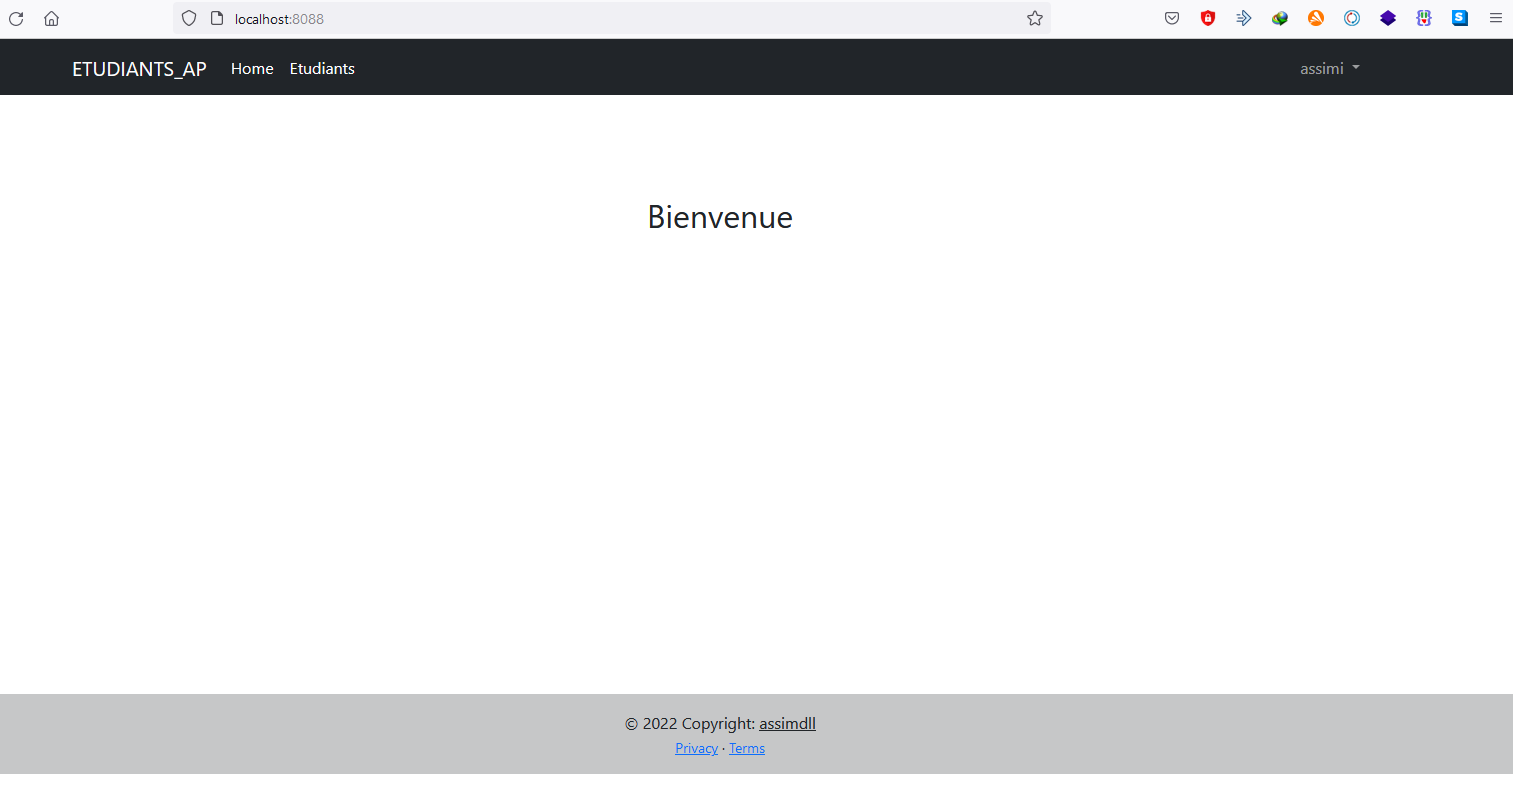 localhost:8088
ETUDIANTS_AP Home Etudiants assimi
Bienvenue
© 2022 Copyright: assimdll
Privacy · Terms